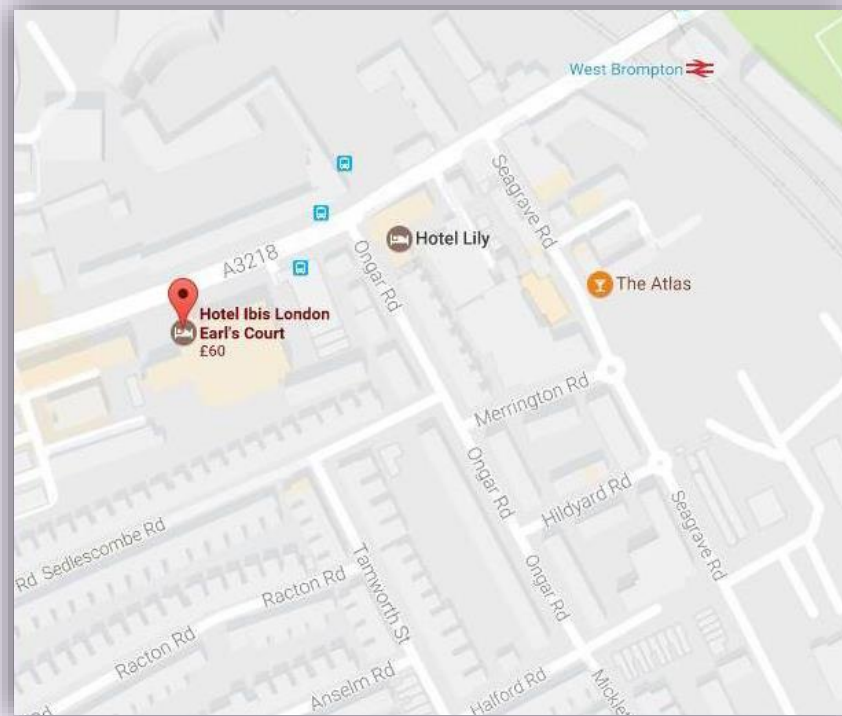 West Brompton
Seagrave Rd
Hotel Lily
Ongar Rd
A3218
The Atlas
Hotel Ibis London
Earl's Court
£60
Merrington Rd
Ongar Rd
Hildyard Rd
Seagrave Rd
Rd
Sedlescombe Rd
Ongar Rd
Tamworth St
Racton Rd
Racton Rd
Anselm Rd
Halford Rd
Micklet